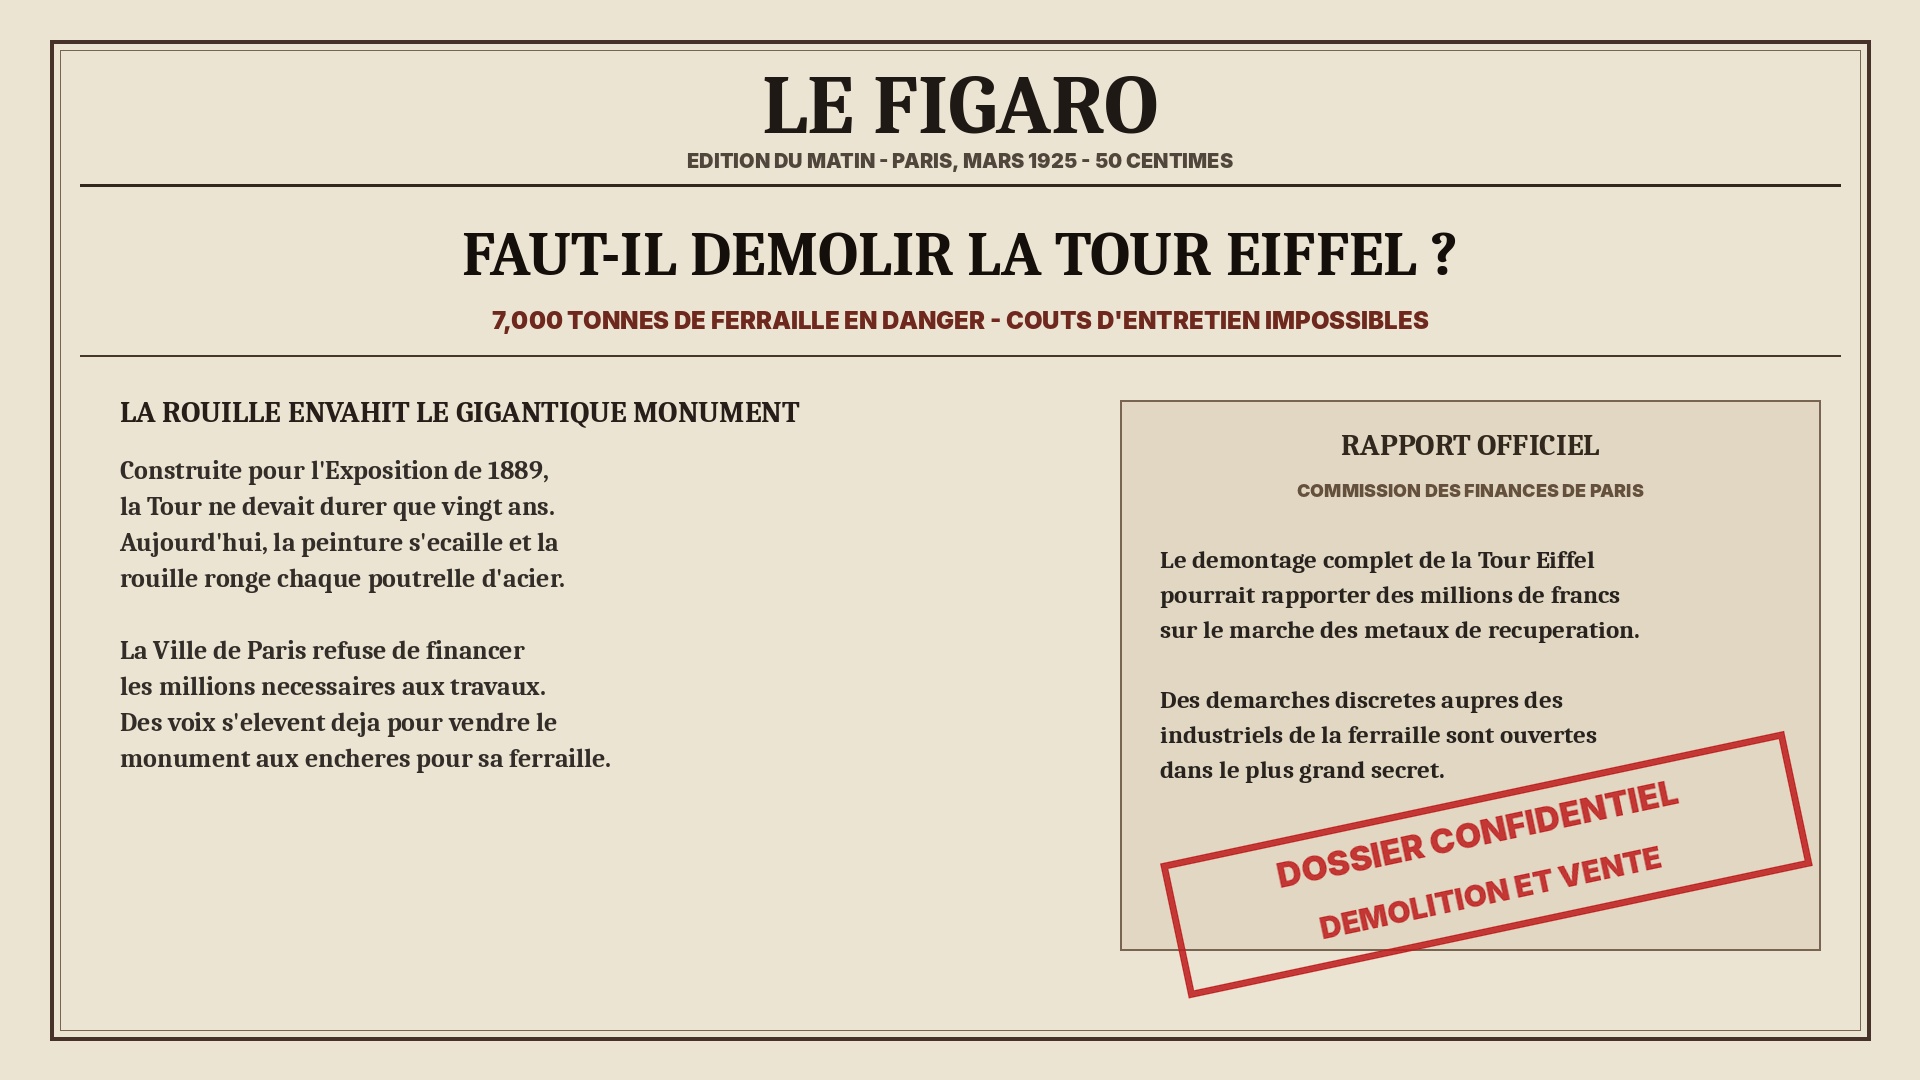 LE FIGARO
EDITION DU MATIN - PARIS, MARS 1925 - 50 CENTIMES
FAUT-IL DEMOLIR LA TOUR EIFFEL ?
7,000 TONNES DE FERRAILLE EN DANGER - COUTS D'ENTRETIEN IMPOSSIBLES
LA ROUILLE ENVAHIT LE GIGANTIQUE MONUMENT
Construite pour l'Exposition de 1889,
la Tour ne devait durer que vingt ans.
Aujourd'hui, la peinture s'ecaille et la
rouille ronge chaque poutrelle d'acier.
La Ville de Paris refuse de financer
les millions necessaires aux travaux.
Des voix s'elevent deja pour vendre le
monument aux encheres pour sa ferraille.
RAPPORT OFFICIEL
COMMISSION DES FINANCES DE PARIS
Le demontage complet de la Tour Eiffel
pourrait rapporter des millions de francs
sur le marche des metaux de recuperation.
Des demarches discretes aupres des
industriels de la ferraille sont ouvertes
dans le plus grand secret.
DOSSIER CONFIDENTIEL
DEMOLITION ET VENTE